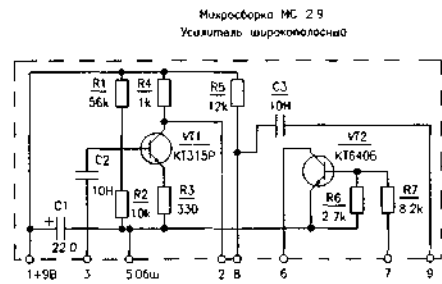 Микросборка МС 2 9
Усилитель широкополосный
R1
56k
R4
1k
R5
12k
C3
10Н
VT1
КТ315Р
VT2
КТ640Б
C2
10Н
R2
10k
R3
330
R6
2.7k
R7
8.2k
C1
+
22.0
1+9В 3 5 Общ 2 8 6 7 9